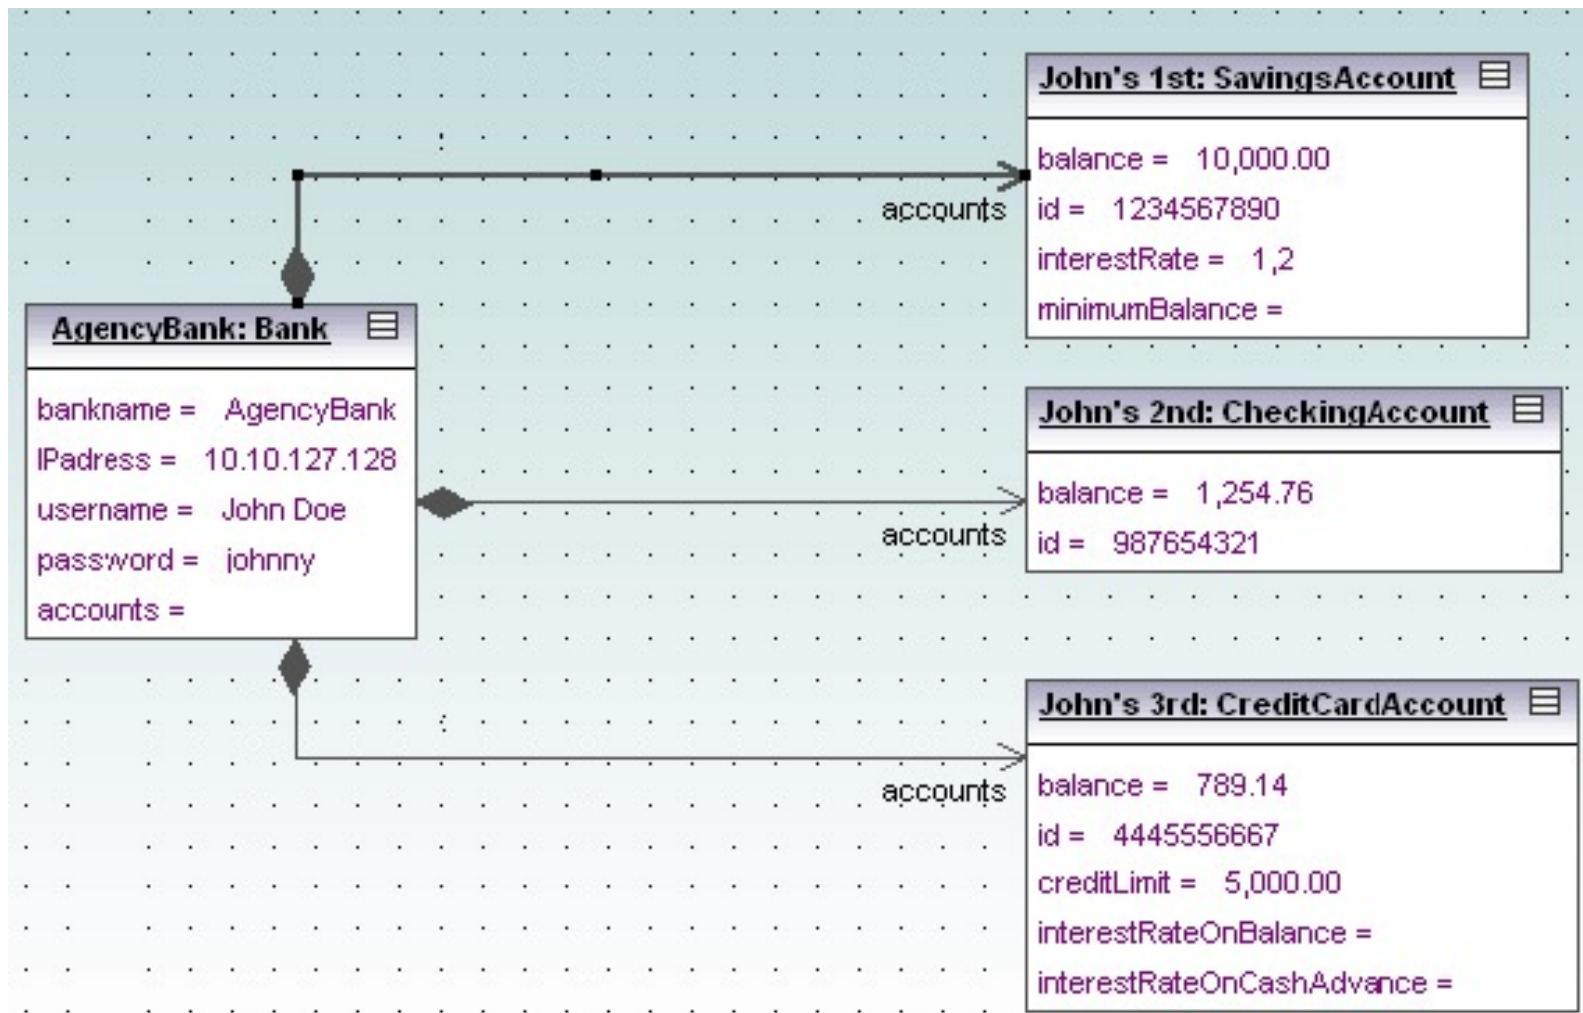 John's 1st: SavingsAccount
balance = 10,000.00
id = 1234567890
interestRate = 1,2
minimumBalance =
accounts
AgencyBank: Bank
bankname = AgencyBank
IPadress = 10.10.127.128
username = John Doe
password = johnny
accounts =
John's 2nd: CheckingAccount
balance = 1,254.76
id = 987654321
accounts
John's 3rd: CreditCardAccount
balance = 789.14
id = 4445556667
creditLimit = 5,000.00
interestRateOnBalance =
interestRateOnCashAdvance =
accounts